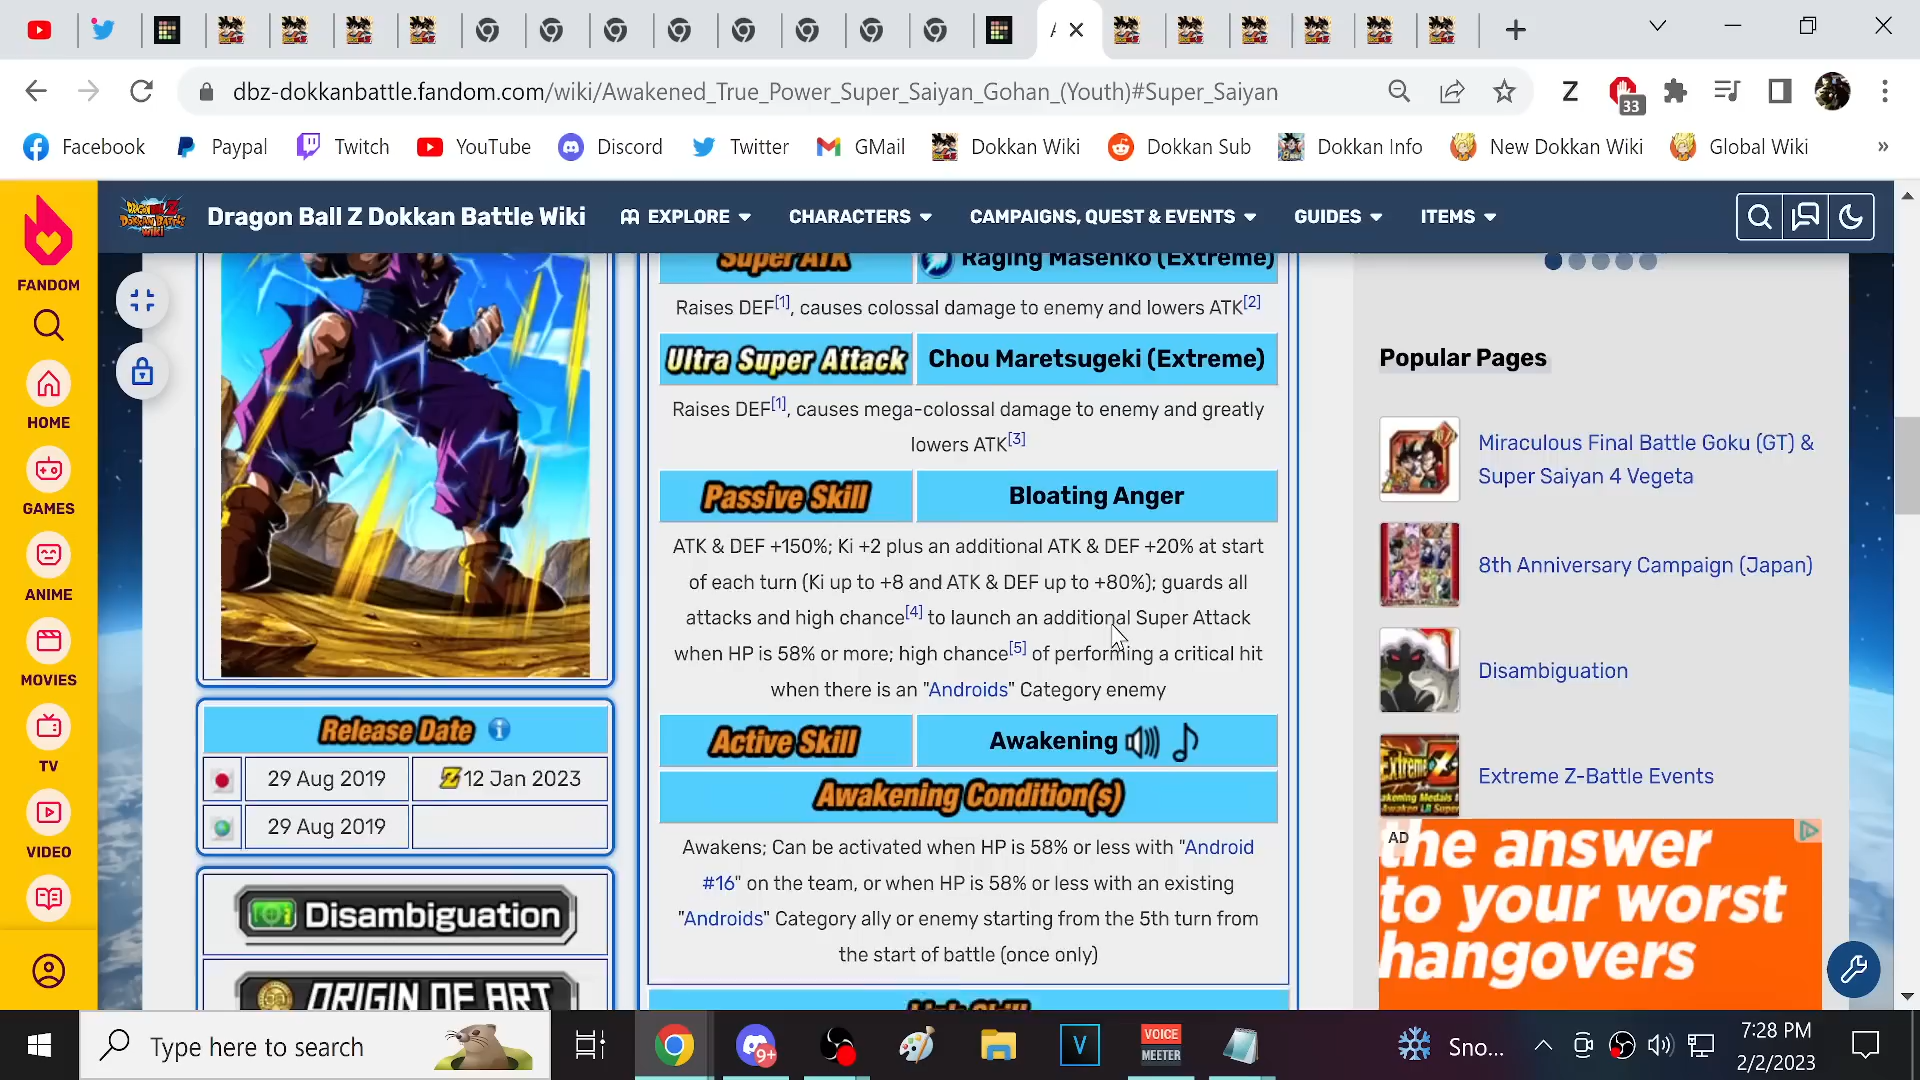 dbz-dokkanbattle.fandom.com/wiki/Awakened_True_Power_Super_Saiyan_Gohan_(Youth)#Super_Saiyan
Z
33
Facebook Paypal Twitch YouTube Discord Twitter GMail Dokkan Wiki Dokkan Sub Dokkan Info New Dokkan Wiki Global Wiki »
Dragon Ball Z Dokkan Battle Wiki EXPLORE CHARACTERS CAMPAIGNS, QUEST & EVENTS GUIDES ITEMS
FANDOM
HOME
GAMES
ANIME
MOVIES
TV
VIDEO
Super ATK Raging Masenko (Extreme)
Raises DEF[1], causes colossal damage to enemy and lowers ATK[2]
Ultra Super Attack Chou Maretsugeki (Extreme)
Raises DEF[1], causes mega-colossal damage to enemy and greatly
lowers ATK[3]
Passive Skill Bloating Anger
ATK & DEF +150%; Ki +2 plus an additional ATK & DEF +20% at start
of each turn (Ki up to +8 and ATK & DEF up to +80%); guards all
attacks and high chance[4] to launch an additional Super Attack
when HP is 58% or more; high chance[5] of performing a critical hit
when there is an "Androids" Category enemy
Active Skill Awakening
Awakening Condition(s)
Awakens; Can be activated when HP is 58% or less with "Android
#16" on the team, or when HP is 58% or less with an existing
"Androids" Category ally or enemy starting from the 5th turn from
the start of battle (once only)
Link Skill
Release Date
29 Aug 2019 Z 12 Jan 2023
29 Aug 2019
Disambiguation
ORIGIN OF ART
Popular Pages
Miraculous Final Battle Goku (GT) &
Super Saiyan 4 Vegeta
8th Anniversary Campaign (Japan)
Disambiguation
Extreme Z-Battle Events
AD
the answer
to your worst
hangovers
Type here to search
9+
V
VOICE
MEETER
Sno...
7:28 PM
2/2/2023